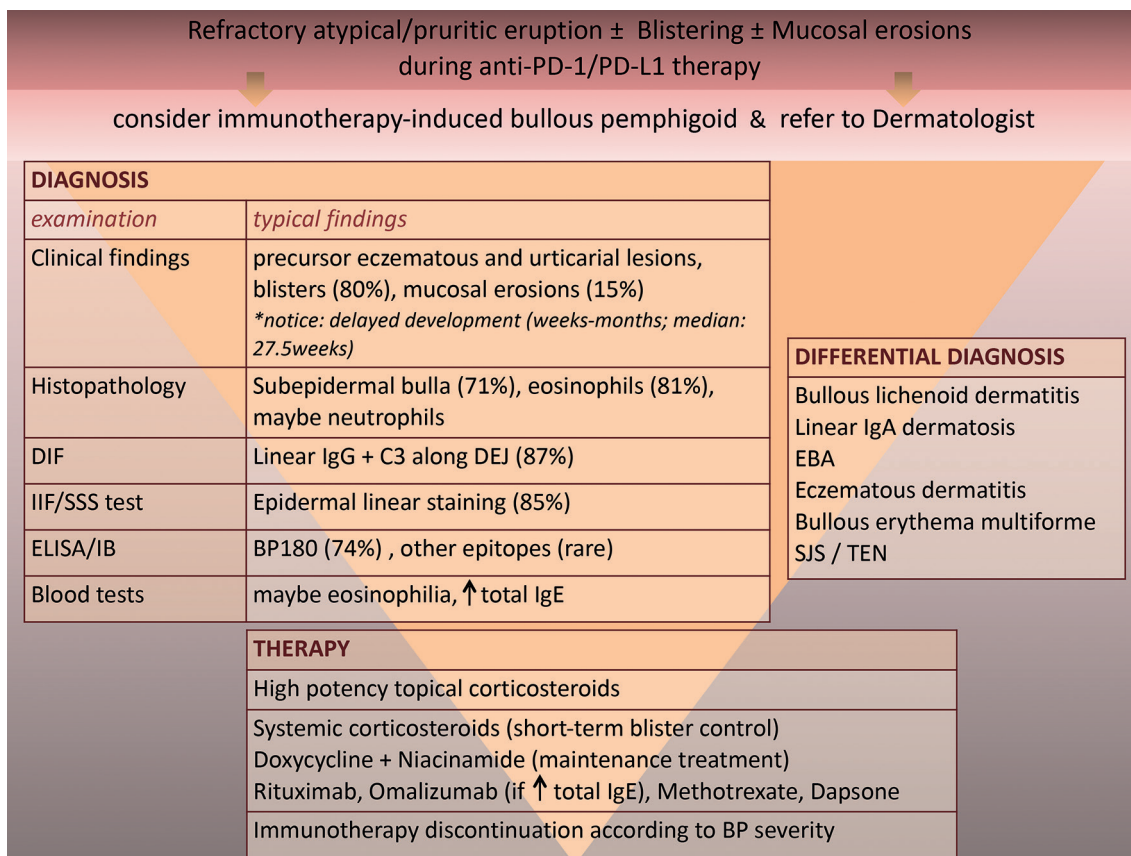 Refractory atypical/pruritic eruption ± Blistering ± Mucosal erosions
during anti-PD-1/PD-L1 therapy
consider immunotherapy-induced bullous pemphigoid & refer to Dermatologist
DIAGNOSIS
examination typical findings
Clinical findings precursor eczematous and urticarial lesions,
blisters (80%), mucosal erosions (15%)
*notice: delayed development (weeks-months; median:
27.5weeks)
Histopathology Subepidermal bulla (71%), eosinophils (81%),
maybe neutrophils
DIF Linear IgG + C3 along DEJ (87%)
IIF/SSS test Epidermal linear staining (85%)
ELISA/IB BP180 (74%) , other epitopes (rare)
Blood tests maybe eosinophilia, ↑ total IgE
DIFFERENTIAL DIAGNOSIS
Bullous lichenoid dermatitis
Linear IgA dermatosis
EBA
Eczematous dermatitis
Bullous erythema multiforme
SJS / TEN
THERAPY
High potency topical corticosteroids
Systemic corticosteroids (short-term blister control)
Doxycycline + Niacinamide (maintenance treatment)
Rituximab, Omalizumab (if ↑ total IgE), Methotrexate, Dapsone
Immunotherapy discontinuation according to BP severity